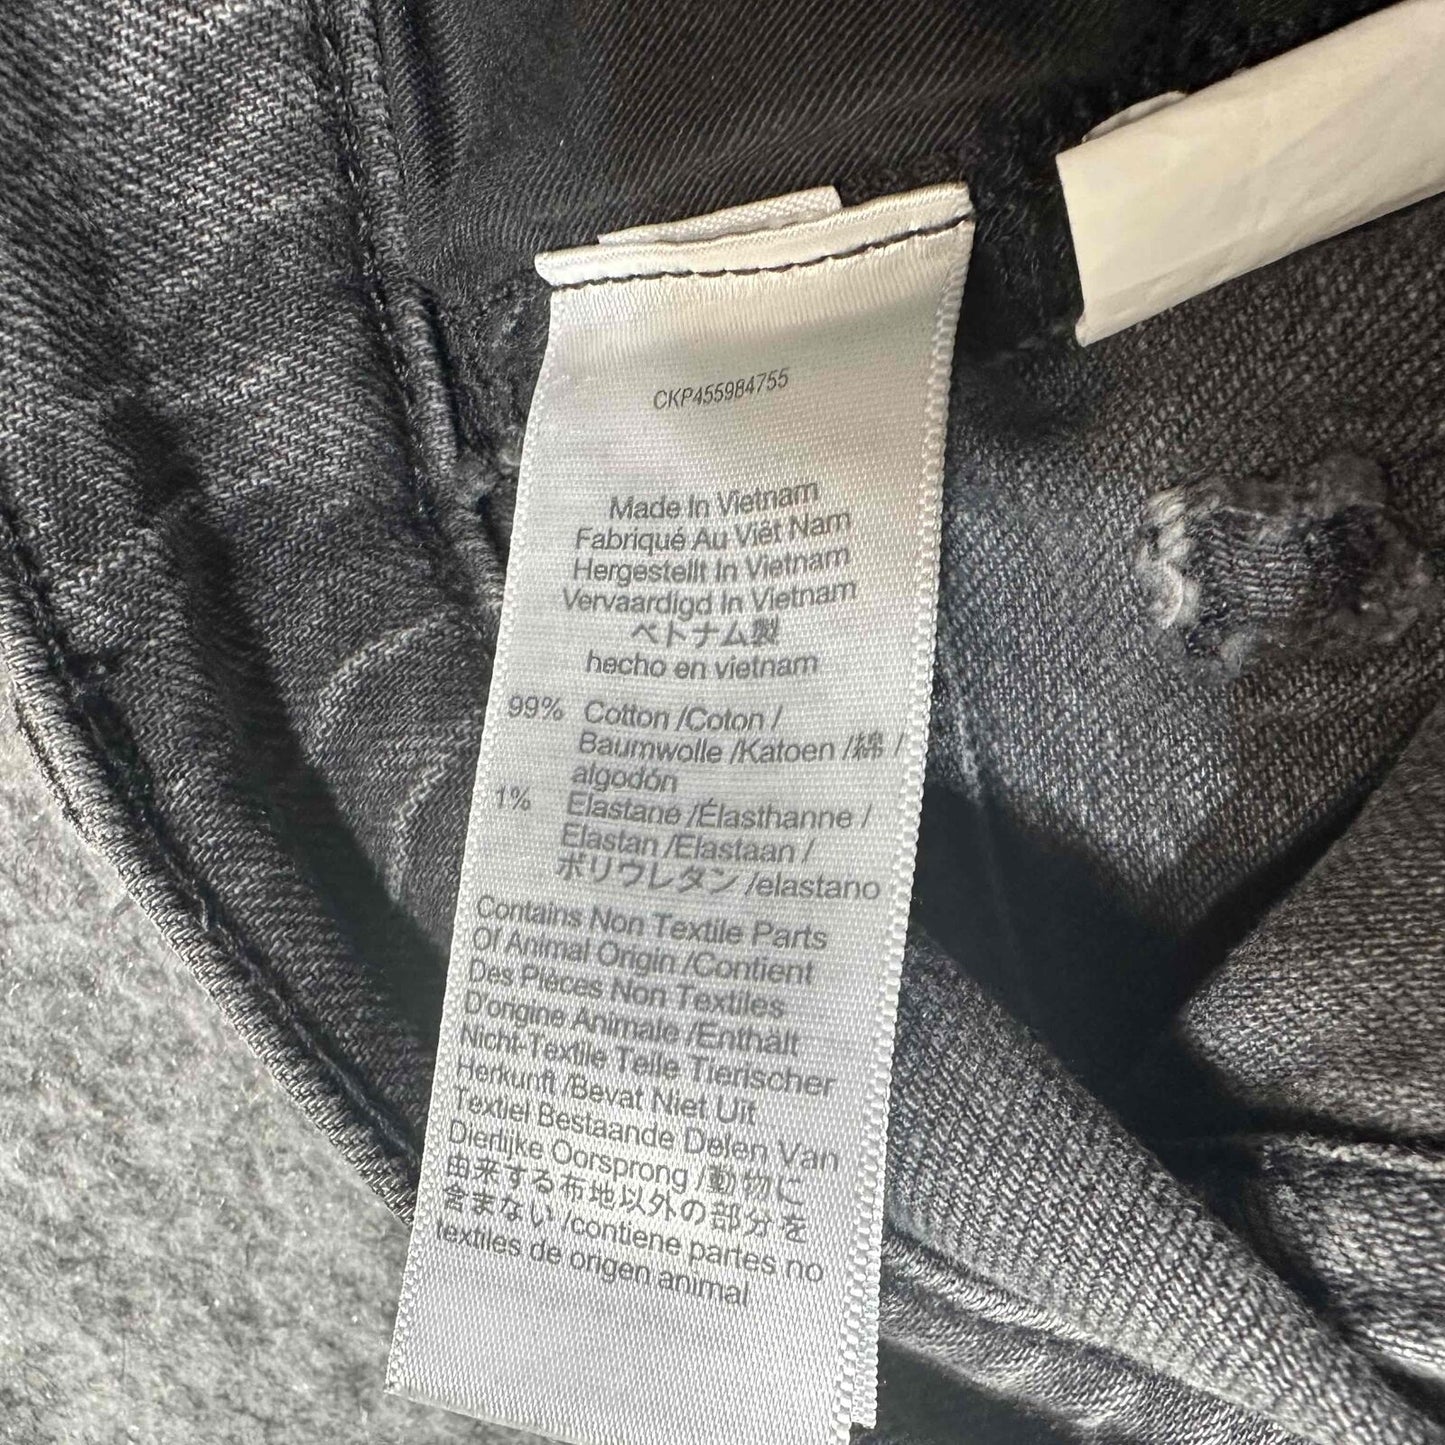 CKP455984755
Made In Vietnam
Fabriqué Au Viêt Nam
Hergestellt In Vietnam
Vervaardigd In Vietnam
ベトナム製
hecho en vietnam
99% Cotton /Coton /
Baumwolle /Katoen /綿 /
algodón
1% Elastane /Élasthanne /
Elastan /Elastaan /
ポリウレタン /elastano
Contains Non Textile Parts
Of Animal Origin /Contient
Des Pièces Non Textiles
D'origine Animale /Enthält
Nicht-Textile Teile Tierischer
Herkunft /Bevat Niet Uit
Textiel Bestaande Delen Van
Dierlijke Oorsprong /動物に
由来する布地以外の部分を
含まない /contiene partes no
textiles de origen animal